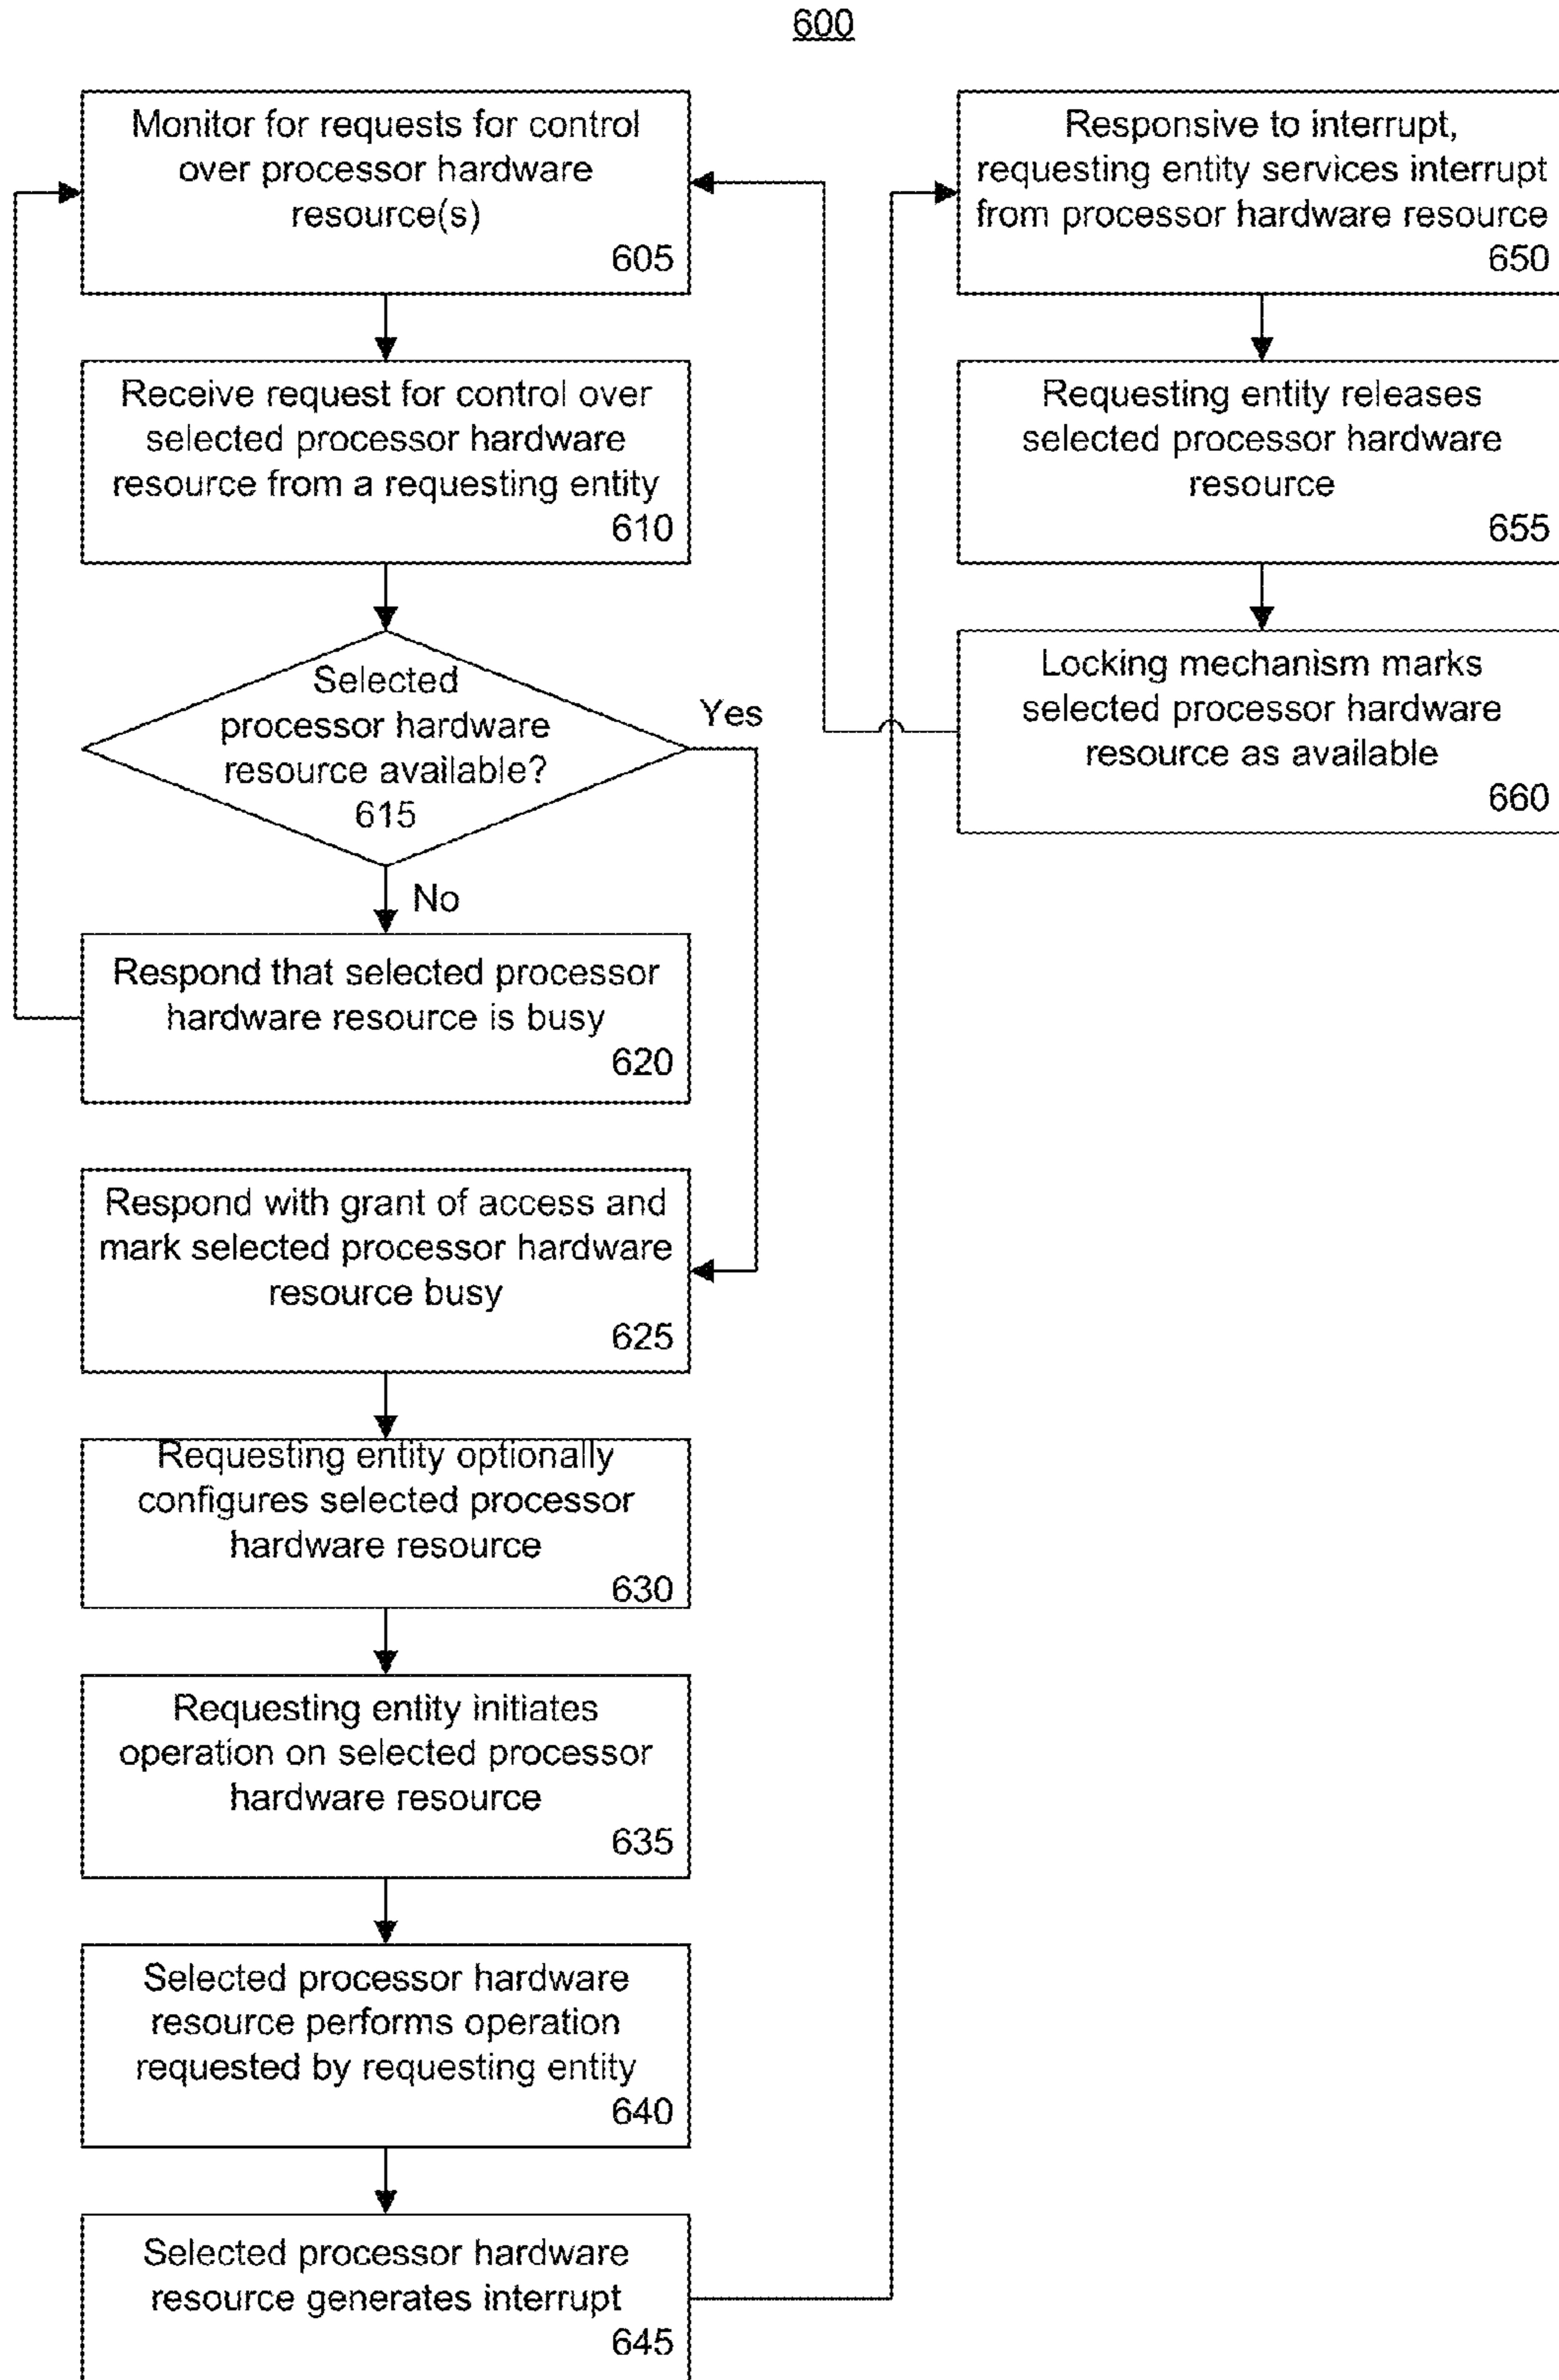 600
Monitor for requests for control
over processor hardware
resource(s)
605
Receive request for control over
selected processor hardware
resource from a requesting entity
610
Selected
processor hardware
resource available?
615
Yes
No
Respond that selected processor
hardware resource is busy
620
Respond with grant of access and
mark selected processor hardware
resource busy
625
Requesting entity optionally
configures selected processor
hardware resource
630
Requesting entity initiates
operation on selected processor
hardware resource
635
Selected processor hardware
resource performs operation
requested by requesting entity
640
Selected processor hardware
resource generates interrupt
645
Responsive to interrupt,
requesting entity services interrupt
from processor hardware resource
650
Requesting entity releases
selected processor hardware
resource
655
Locking mechanism marks
selected processor hardware
resource as available
660